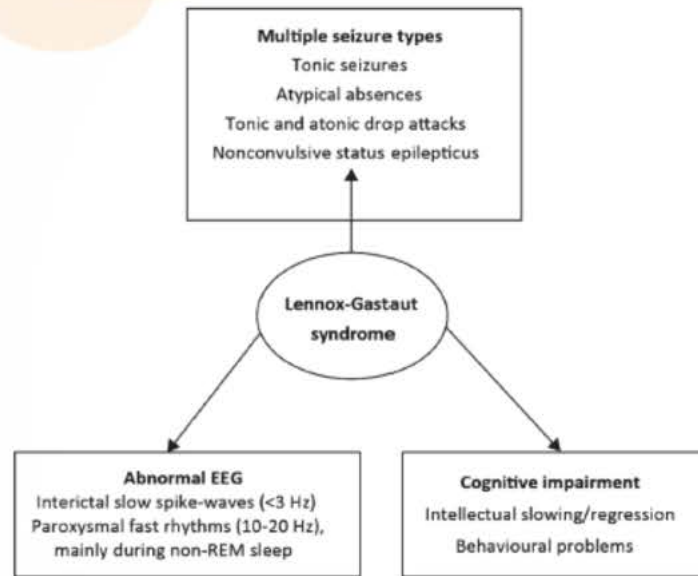 Multiple seizure types
Tonic seizures
Atypical absences
Tonic and atonic drop attacks
Nonconvulsive status epilepticus
Lennox-Gastaut
syndrome
Abnormal EEG
Interictal slow spike-waves (<3 Hz)
Paroxysmal fast rhythms (10-20 Hz),
mainly during non-REM sleep
Cognitive impairment
Intellectual slowing/regression
Behavioural problems